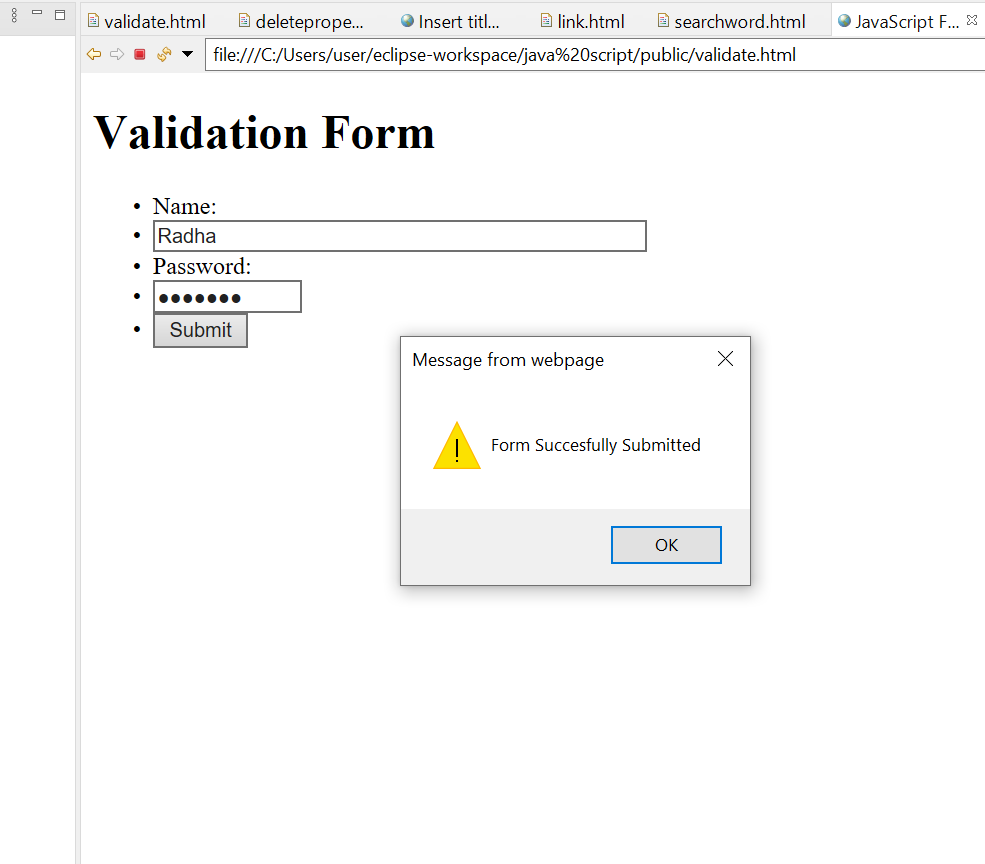 validate.html deleteprope... Insert titl... link.html searchword.html JavaScript F...
file:///C:/Users/user/eclipse-workspace/java%20script/public/validate.html
Validation Form
• Name:
• Radha
• Password:
• ●●●●●●●
• Submit
Message from webpage
Form Succesfully Submitted
OK